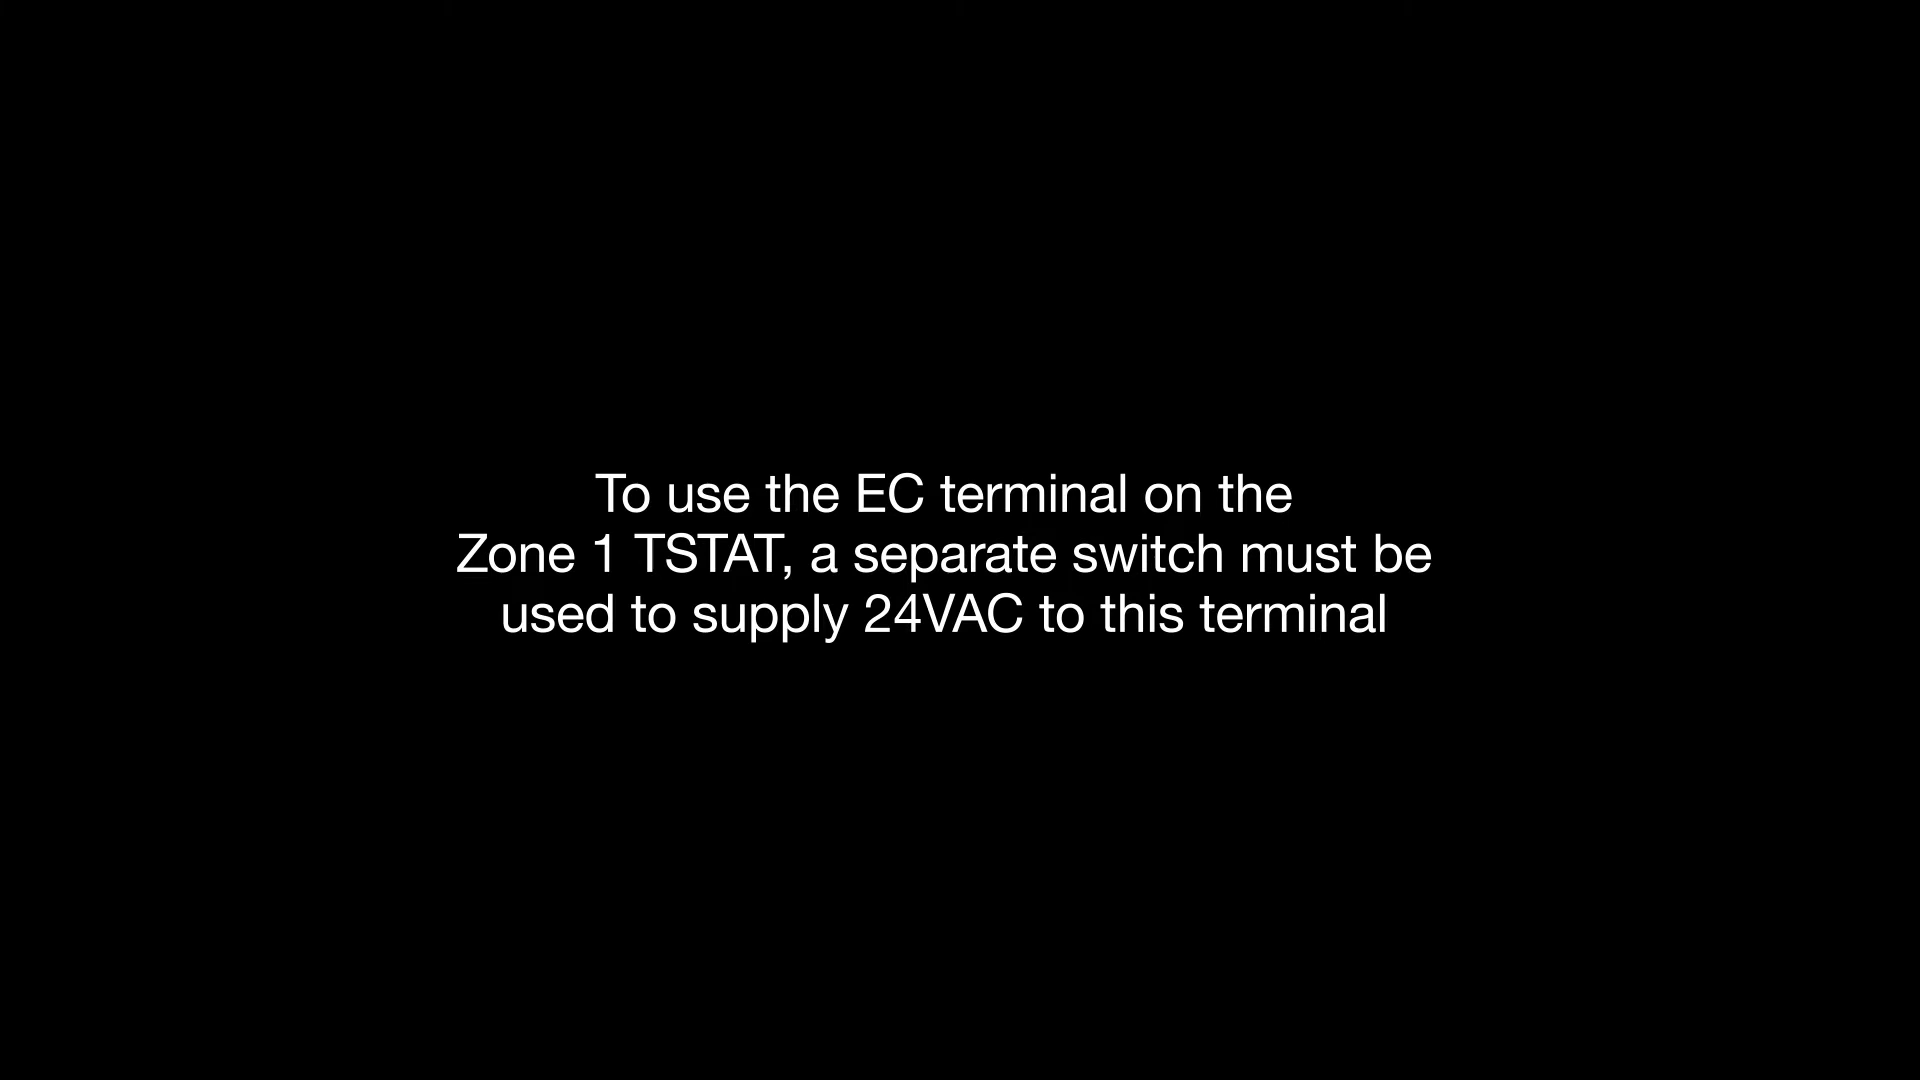 To use the EC terminal on the
Zone 1 TSTAT, a separate switch must be
used to supply 24VAC to this terminal